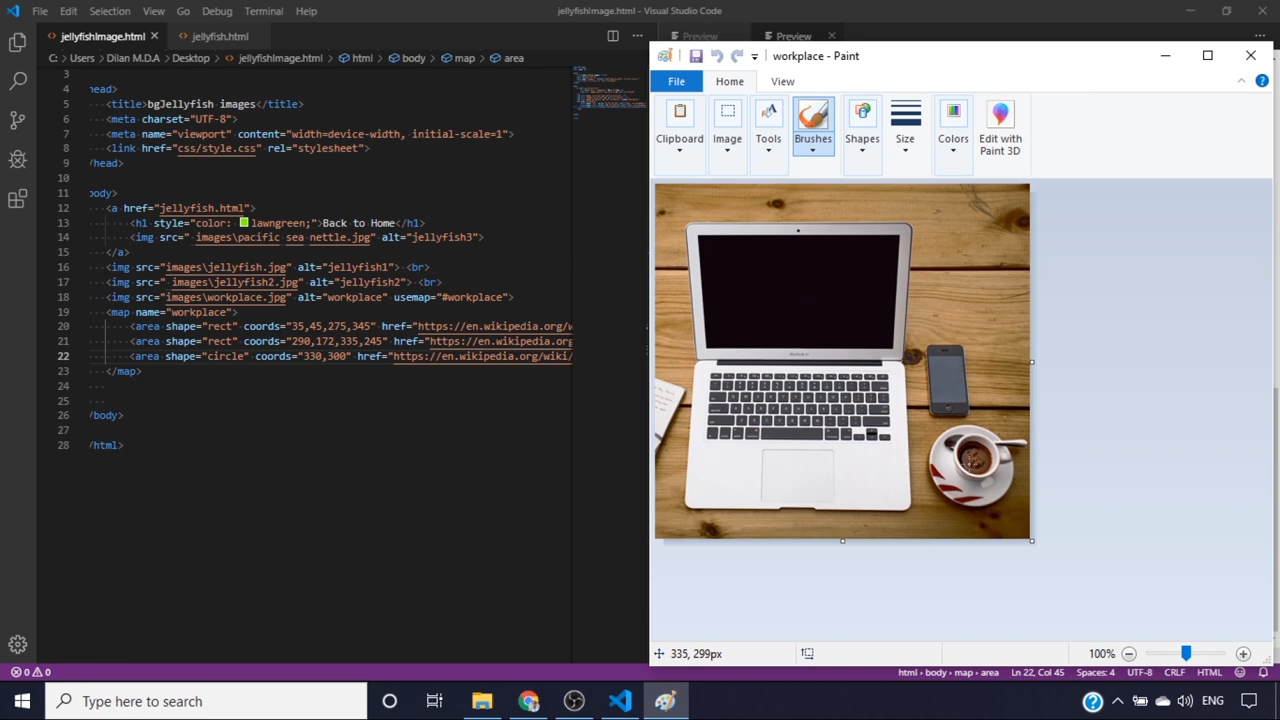 File Edit Selection View Go Debug Terminal Help
jellyfishImage.html - Visual Studio Code
jellyfishImage.html
jellyfish.html
Preview
Preview
C: > Users > Dilan MUdrA > Desktop > jellyfishImage.html > html > body > map > area
3
4 head>
5 <title>bgJellyfish images</title>
6 <meta charset="UTF-8">
7 <meta name="viewport" content="width=device-width, initial-scale=1">
8 <link href="css/style.css" rel="stylesheet">
9 /head>
10
11 body>
12 <a href="jellyfish.html">
13 <h1 style="color: lawngreen;">Back to Home</h1>
14 <img src=" images\pacific sea nettle.jpg" alt="jellyfish3">
15 </a>
16 <img src="images\jellyfish.jpg" alt="jellyfish1"> <br>
17 <img src=" images\jellyfish2.jpg" alt="jellyfish2"> <br>
18 <img src="images\workplace.jpg" alt="workplace" usemap="#workplace">
19 <map name="workplace">
20 <area shape="rect" coords="35,45,275,345" href="https://en.wikipedia.org/w
21 <area shape="rect" coords="290,172,335,245" href="https://en.wikipedia.org
22 <area shape="circle" coords="330,300" href="https://en.wikipedia.org/wiki/
23 </map>
24
25
26 /body>
27
28 /html>
workplace - Paint
File Home View
Clipboard Image Tools Brushes Shapes Size Colors Edit with
Paint 3D
335, 299px
100%
0 0
html > body > map > area Ln 22, Col 45 Spaces: 4 UTF-8 CRLF HTML
Type here to search
ENG